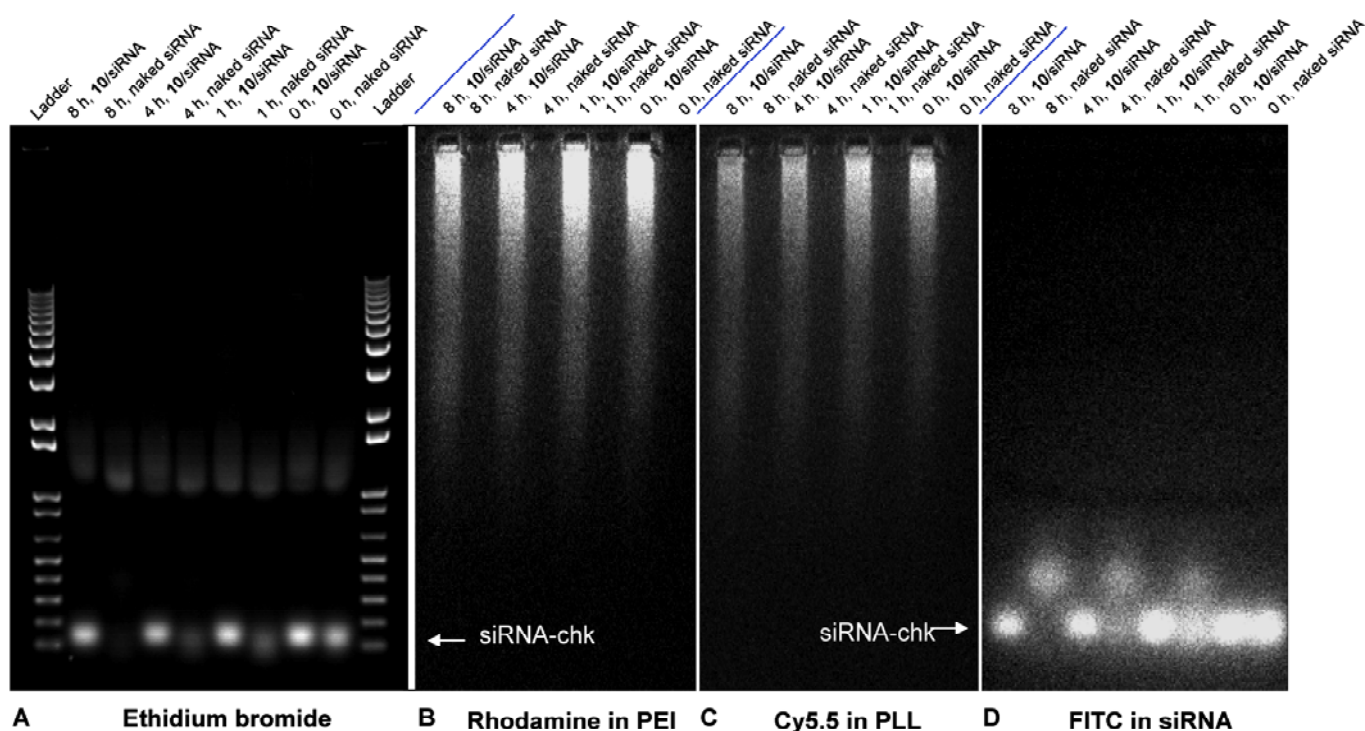 Ladder
8 h, 10/siRNA
8 h, naked siRNA
4 h, 10/siRNA
4 h, naked siRNA
1 h, 10/siRNA
1 h, naked siRNA
0 h, 10/siRNA
0 h, naked siRNA
Ladder
8 h, 10/siRNA
8 h, naked siRNA
4 h, 10/siRNA
4 h, naked siRNA
1 h, 10/siRNA
1 h, naked siRNA
0 h, 10/siRNA
0 h, naked siRNA
8 h, 10/siRNA
8 h, naked siRNA
4 h, 10/siRNA
4 h, naked siRNA
1 h, 10/siRNA
1 h, naked siRNA
0 h, 10/siRNA
0 h, naked siRNA
8 h, 10/siRNA
8 h, naked siRNA
4 h, 10/siRNA
4 h, naked siRNA
1 h, 10/siRNA
1 h, naked siRNA
0 h, 10/siRNA
0 h, naked siRNA
siRNA-chk
siRNA-chk
A Ethidium bromide
B Rhodamine in PEI
C Cy5.5 in PLL
D FITC in siRNA